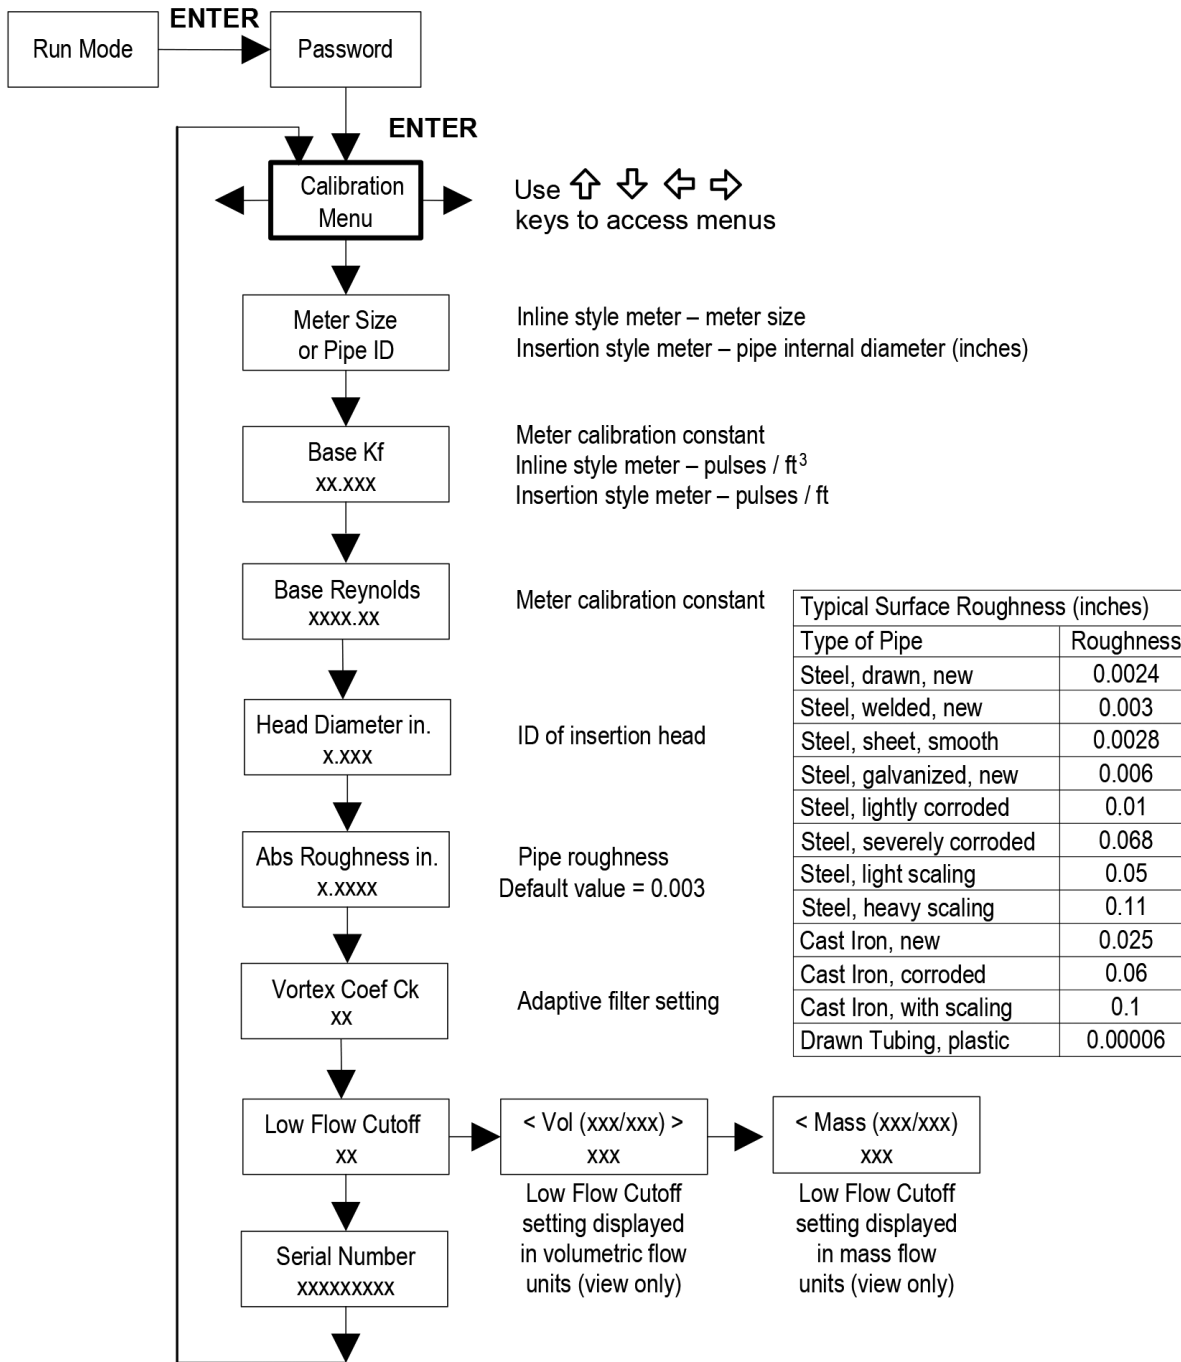 ENTER
Run Mode
Password
ENTER
Calibration
Menu
Use ⇧ ⇩ ⇦ ⇨
keys to access menus
Meter Size
or Pipe ID
Inline style meter – meter size
Insertion style meter – pipe internal diameter (inches)
Base Kf
xx.xxx
Meter calibration constant
Inline style meter – pulses / ft³
Insertion style meter – pulses / ft
Base Reynolds
xxxx.xx
Meter calibration constant
Head Diameter in.
x.xxx
ID of insertion head
Abs Roughness in.
x.xxxx
Pipe roughness
Default value = 0.003
Vortex Coef Ck
xx
Adaptive filter setting
Typical Surface Roughness (inches)
Type of Pipe Roughness
Steel, drawn, new 0.0024
Steel, welded, new 0.003
Steel, sheet, smooth 0.0028
Steel, galvanized, new 0.006
Steel, lightly corroded 0.01
Steel, severely corroded 0.068
Steel, light scaling 0.05
Steel, heavy scaling 0.11
Cast Iron, new 0.025
Cast Iron, corroded 0.06
Cast Iron, with scaling 0.1
Drawn Tubing, plastic 0.00006
Low Flow Cutoff
xx
< Vol (xxx/xxx) >
xxx
< Mass (xxx/xxx)
xxx
Low Flow Cutoff
setting displayed
in volumetric flow
units (view only)
Low Flow Cutoff
setting displayed
in mass flow
units (view only)
Serial Number
xxxxxxxxx